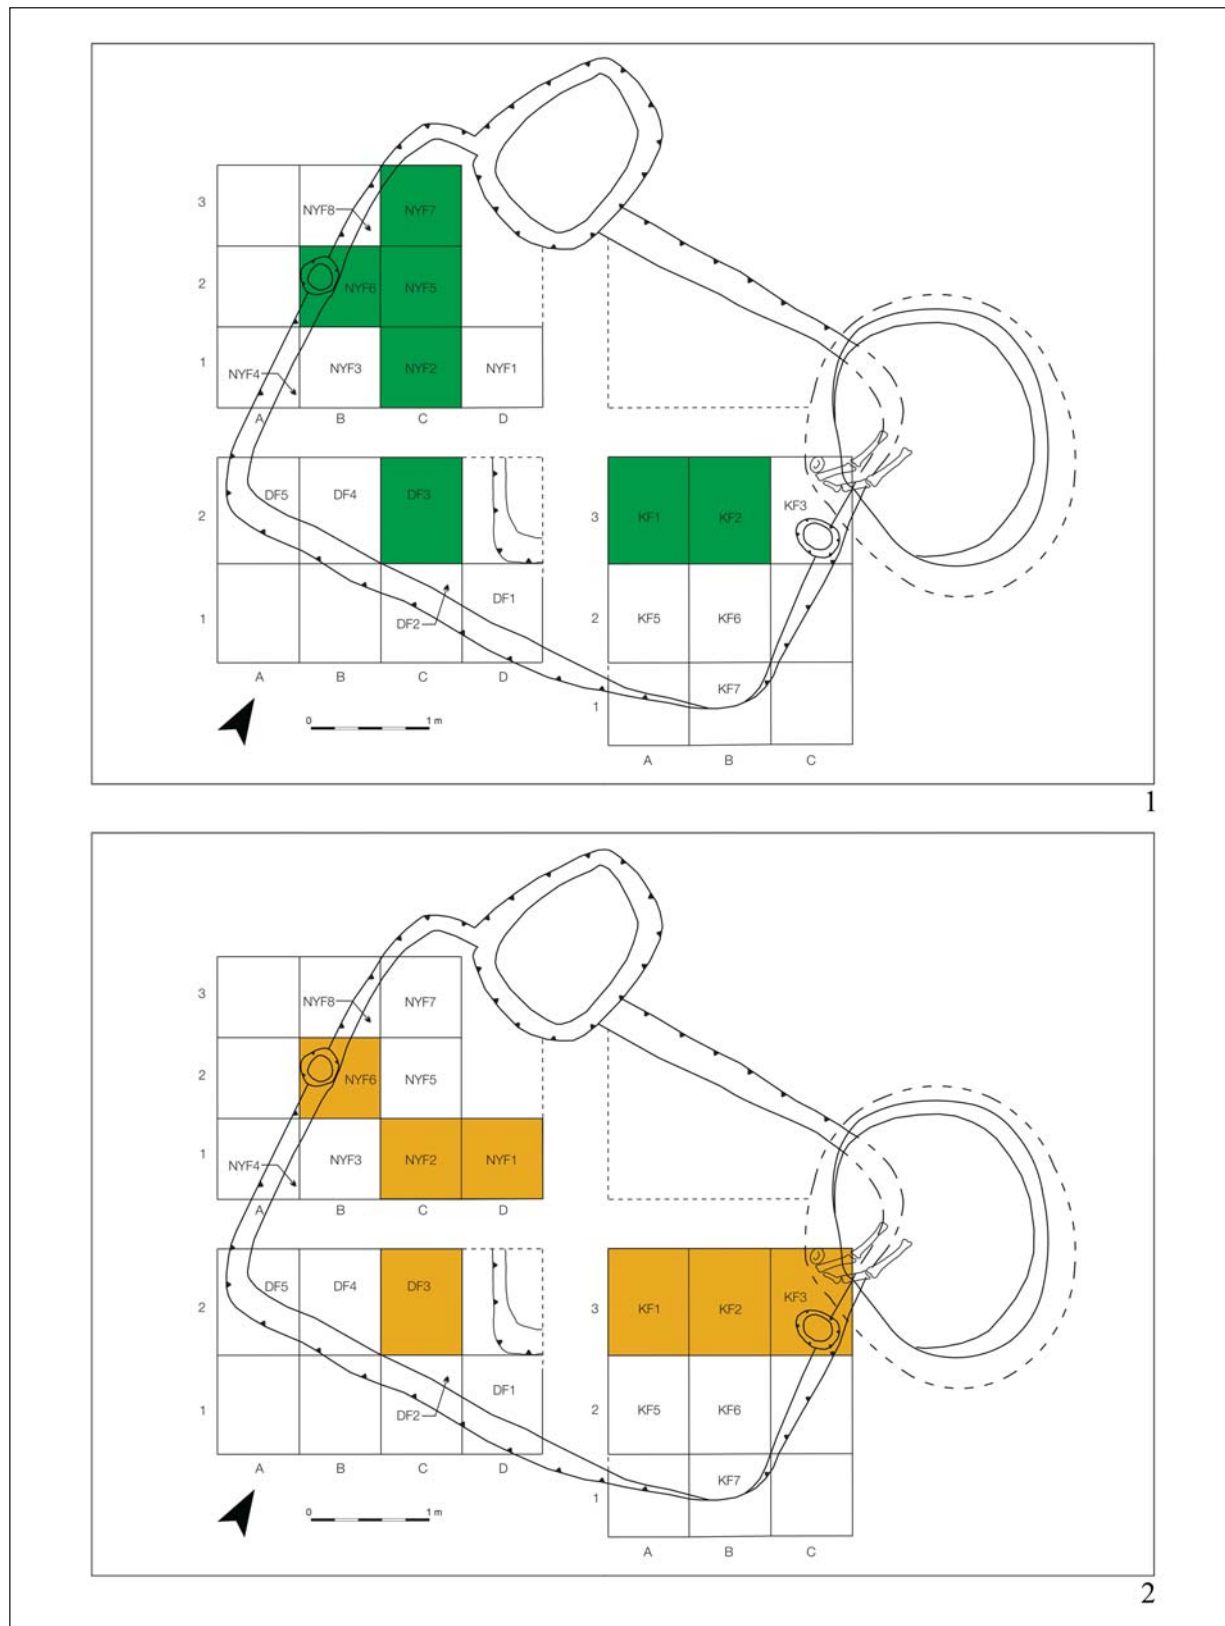 3 NYF8 NYF7
2 NYF6 NYF5
1 NYF4 NYF3 NYF2 NYF1
A B C D
2 DF5 DF4 DF3 3 KF1 KF2 KF3
1 DF2 DF1 2 KF5 KF6
A B C D 1 KF7
0 1 m
A B C
1
3 NYF8 NYF7
2 NYF6 NYF5
1 NYF4 NYF3 NYF2 NYF1
A B C D
2 DF5 DF4 DF3 3 KF1 KF2 KF3
1 DF2 DF1 2 KF5 KF6
A B C D 1 KF7
0 1 m
A B C
2